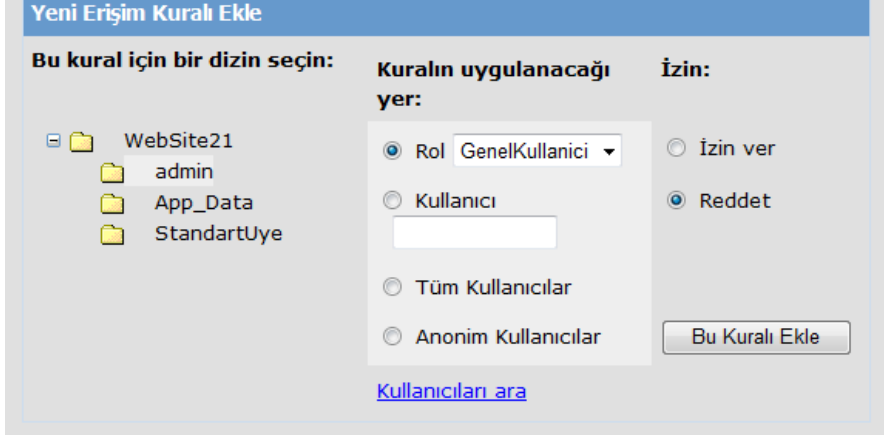 Yeni Erişim Kuralı Ekle
Bu kural için bir dizin seçin:
WebSite21
admin
App_Data
StandartUye
Kuralın uygulanacağı
yer:
Rol GenelKullanici
Kullanıcı
Tüm Kullanıcılar
Anonim Kullanıcılar
Kullanıcıları ara
İzin:
İzin ver
Reddet
Bu Kuralı Ekle